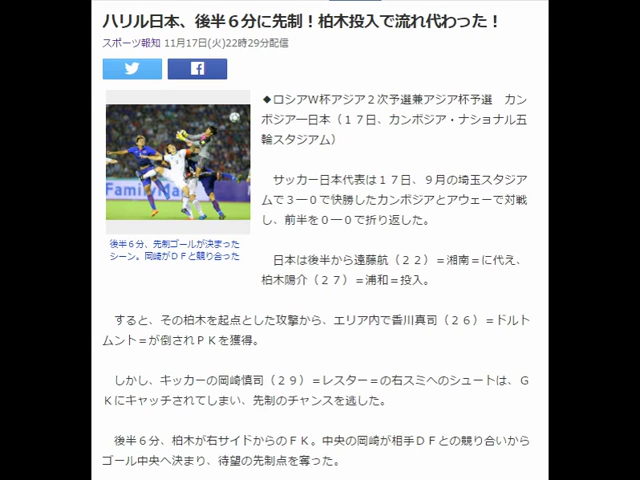 ハリル日本、後半６分に先制！柏木投入で流れ代わった！
スポーツ報知 11月17日(火)22時29分配信
FamilyMa
後半６分、先制ゴールが決まった
シーン。岡崎がＤＦと競り合った
◆ロシアＷ杯アジア２次予選兼アジア杯予選　カン
ボジア―日本（１７日、カンボジア・ナショナル五
輪スタジアム）
サッカー日本代表は１７日、９月の埼玉スタジア
ムで３―０で快勝したカンボジアとアウェーで対戦
し、前半を０―０で折り返した。
日本は後半から遠藤航（２２）＝湘南＝に代え、
柏木陽介（２７）＝浦和＝投入。
すると、その柏木を起点とした攻撃から、エリア内で香川真司（２６）＝ドルト
ムント＝が倒されＰＫを獲得。
しかし、キッカーの岡崎慎司（２９）＝レスター＝の右スミへのシュートは、Ｇ
Ｋにキャッチされてしまい、先制のチャンスを逃した。
後半６分、柏木が右サイドからのＦＫ。中央の岡崎が相手ＤＦとの競り合いから
ゴール中央へ決まり、待望の先制点を奪った。